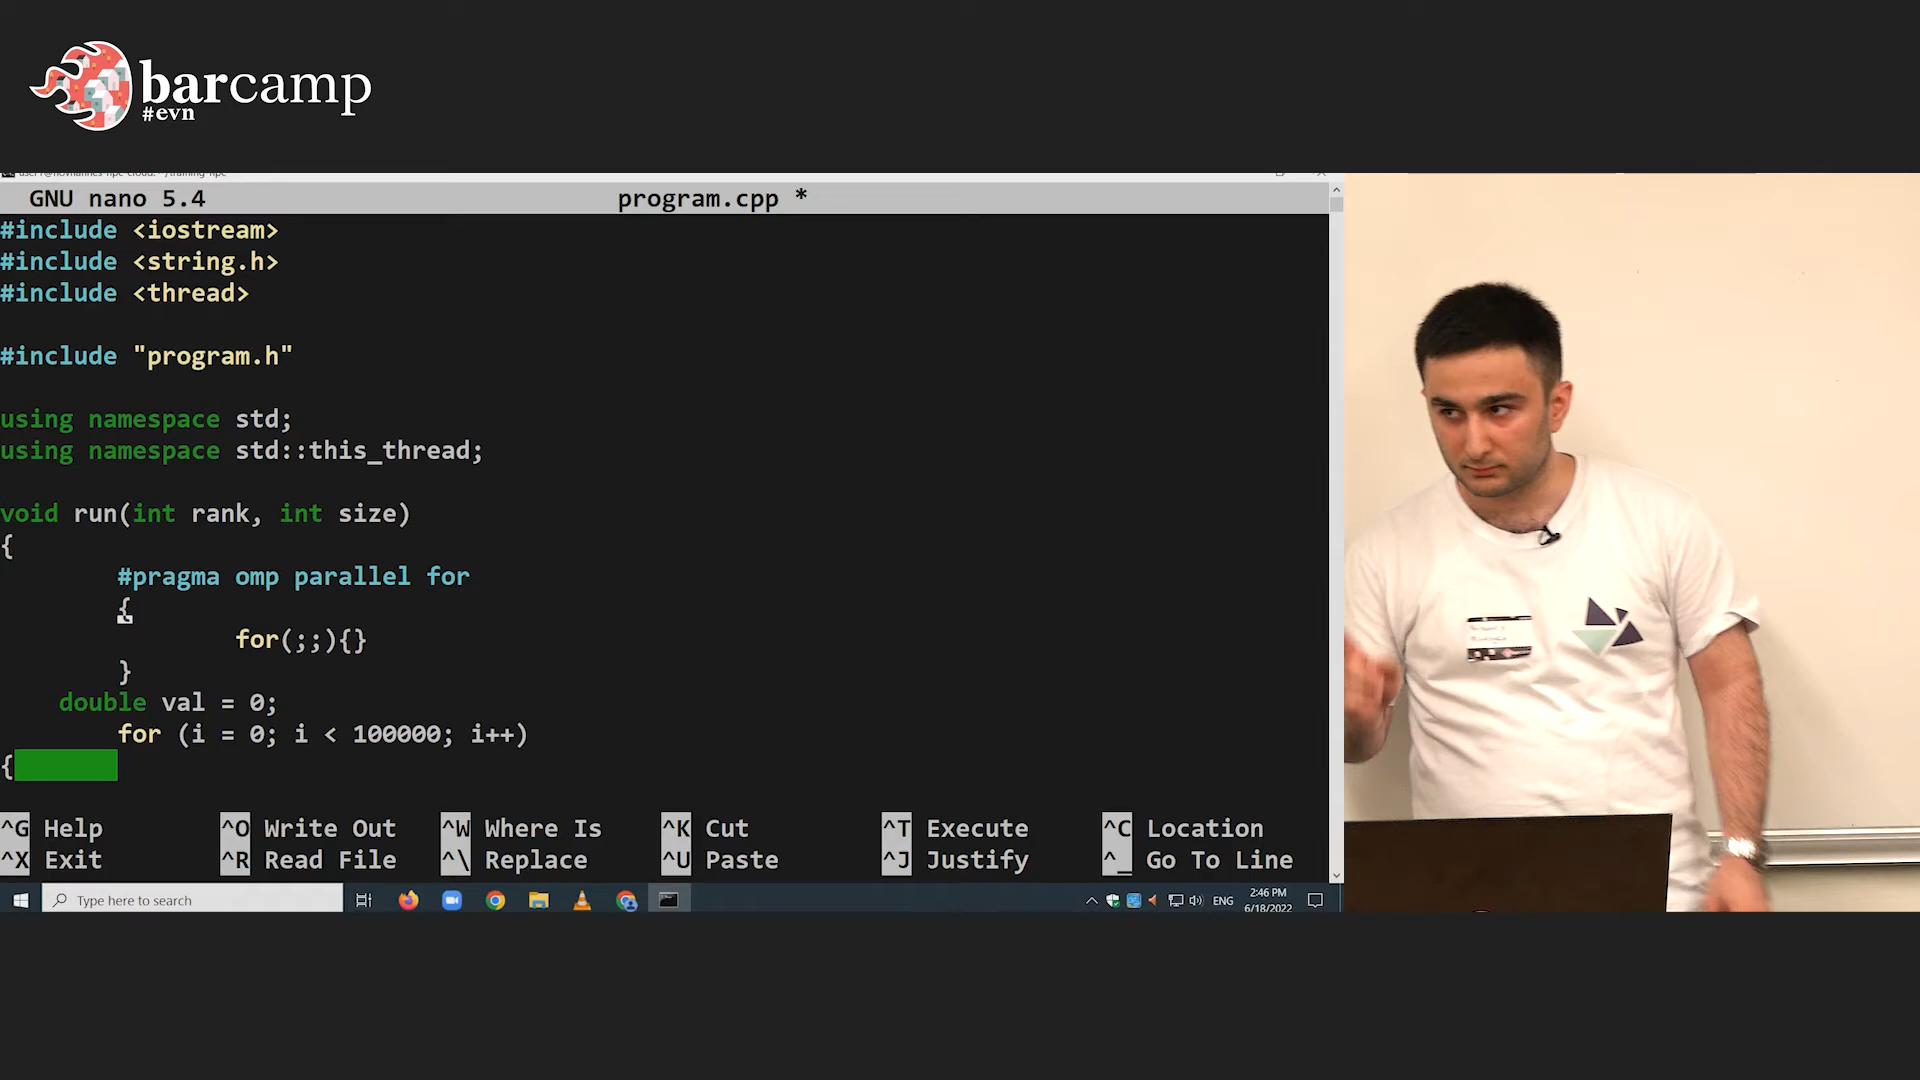 barcamp
#evn
GNU nano 5.4 program.cpp *
#include <iostream>
#include <string.h>
#include <thread>
#include "program.h"
using namespace std;
using namespace std::this_thread;
void run(int rank, int size)
{
#pragma omp parallel for
{
for(;;){}
}
double val = 0;
for (i = 0; i < 100000; i++)
{
^G Help ^O Write Out ^W Where Is ^K Cut ^T Execute ^C Location
^X Exit ^R Read File ^\ Replace ^U Paste ^J Justify ^_ Go To Line
Type here to search
ENG
2:46 PM
6/18/2022